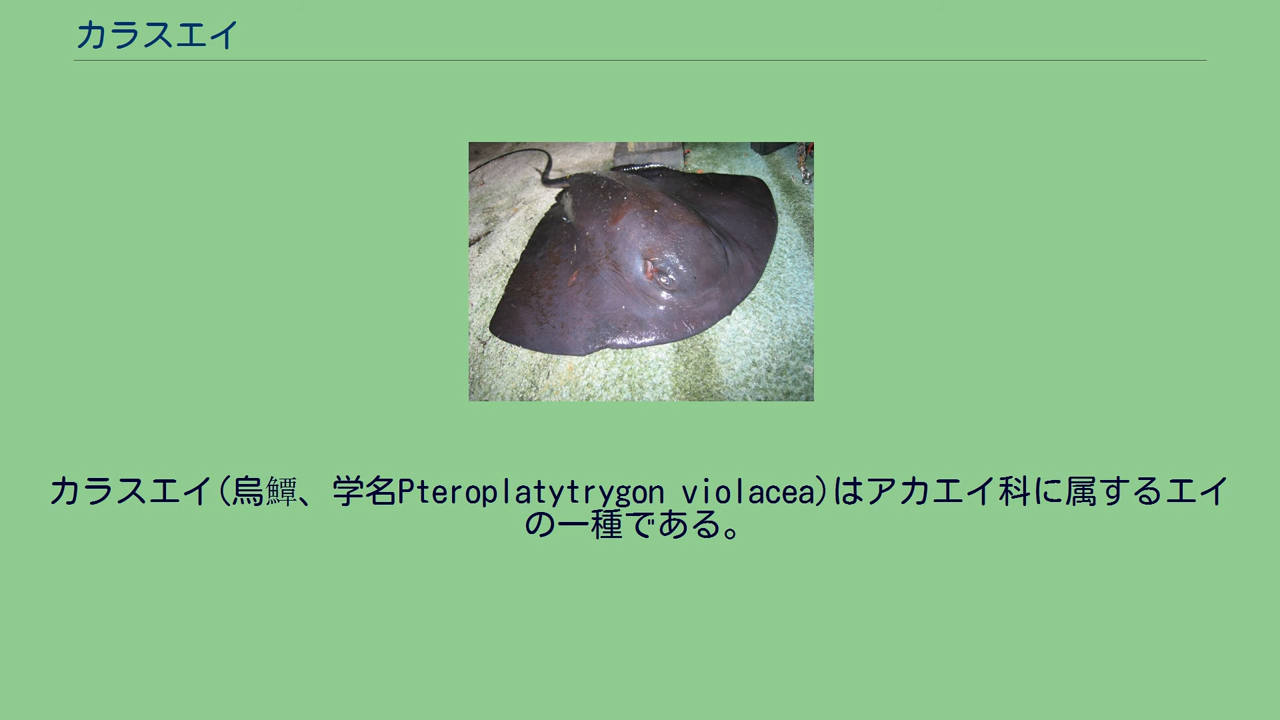 カラスエイ
カラスエイ(烏鱏、学名Pteroplatytrygon violacea)はアカエイ科に属するエイ
の一種である。